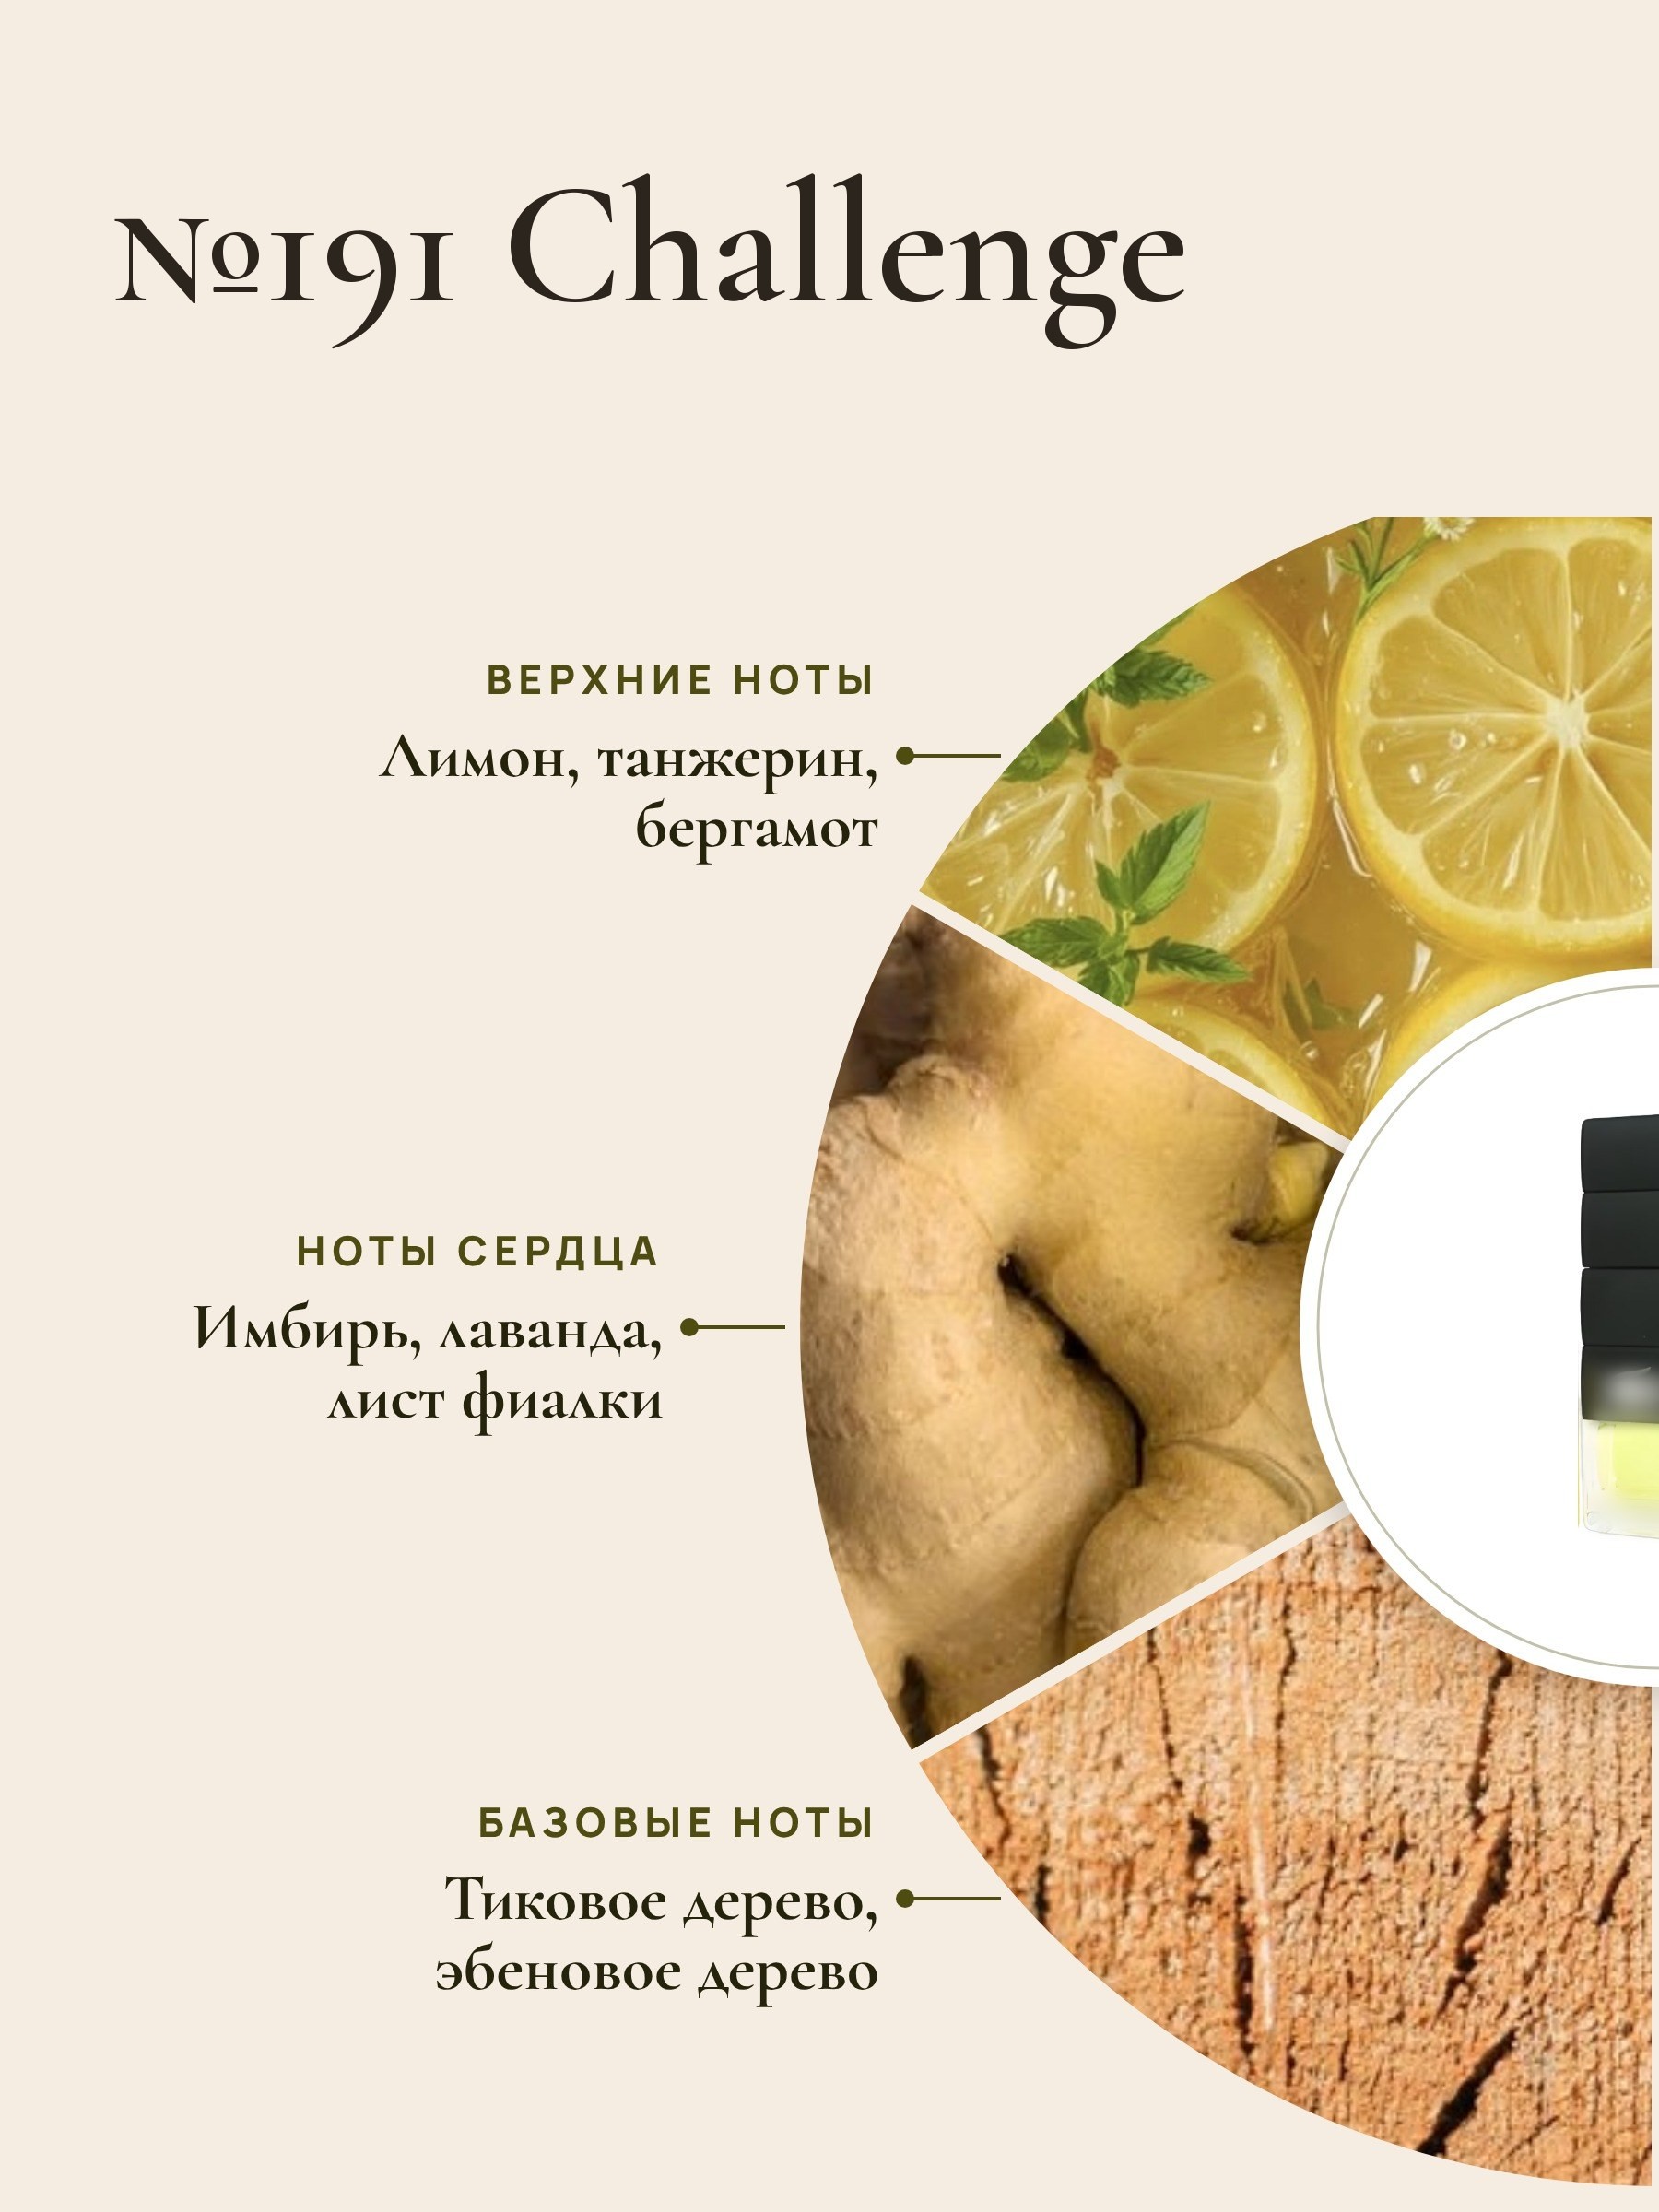 №191 Challenge
ВЕРХНИЕ НОТЫ
Лимон, танжерин,
бергамот
НОТЫ СЕРДЦА
Имбирь, лаванда,
лист фиалки
БАЗОВЫЕ НОТЫ
Тиковое дерево,
эбеновое дерево